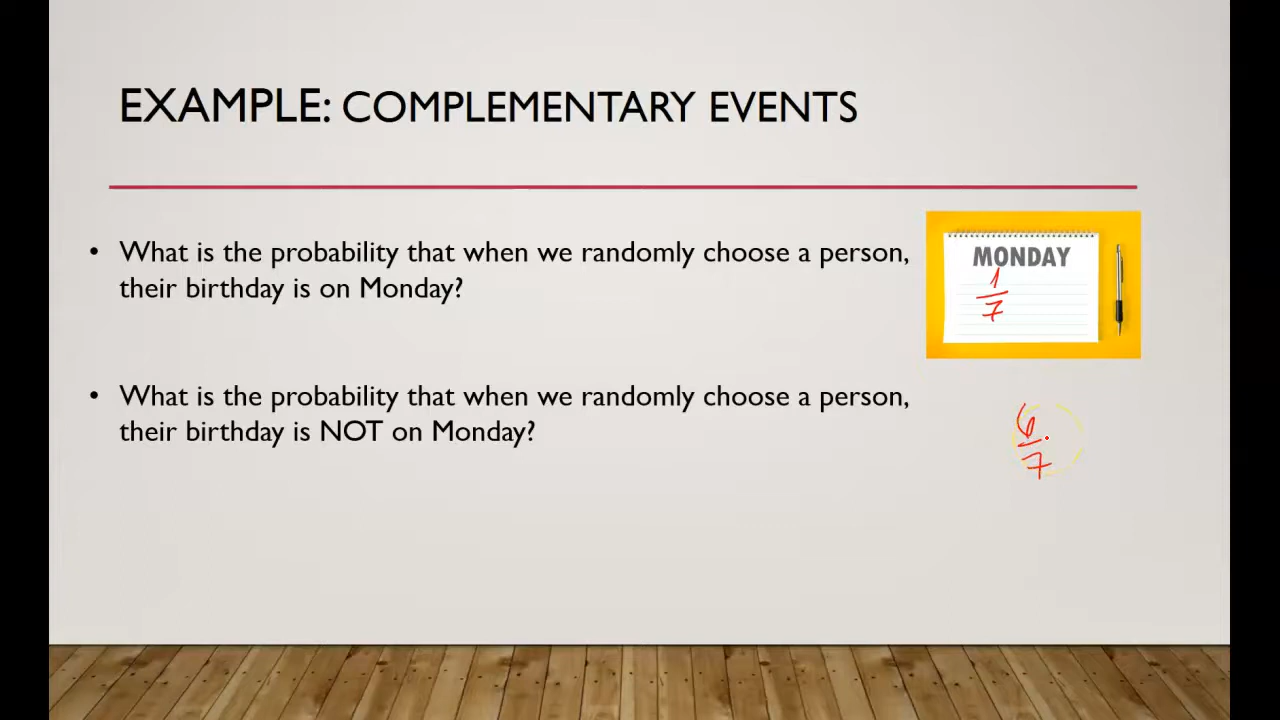 EXAMPLE: COMPLEMENTARY EVENTS
• What is the probability that when we randomly choose a person,
their birthday is on Monday?
MONDAY
1
7
• What is the probability that when we randomly choose a person,
their birthday is NOT on Monday?
6
7